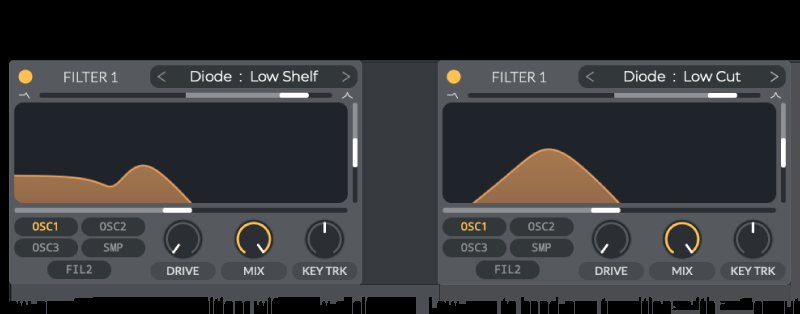 FILTER 1 < Diode : Low Shelf >
OSC1 OSC2
OSC3 SMP
FIL2
DRIVE MIX KEY TRK
FILTER 1 < Diode : Low Cut >
OSC1 OSC2
OSC3 SMP
FIL2
DRIVE MIX KEY TRK